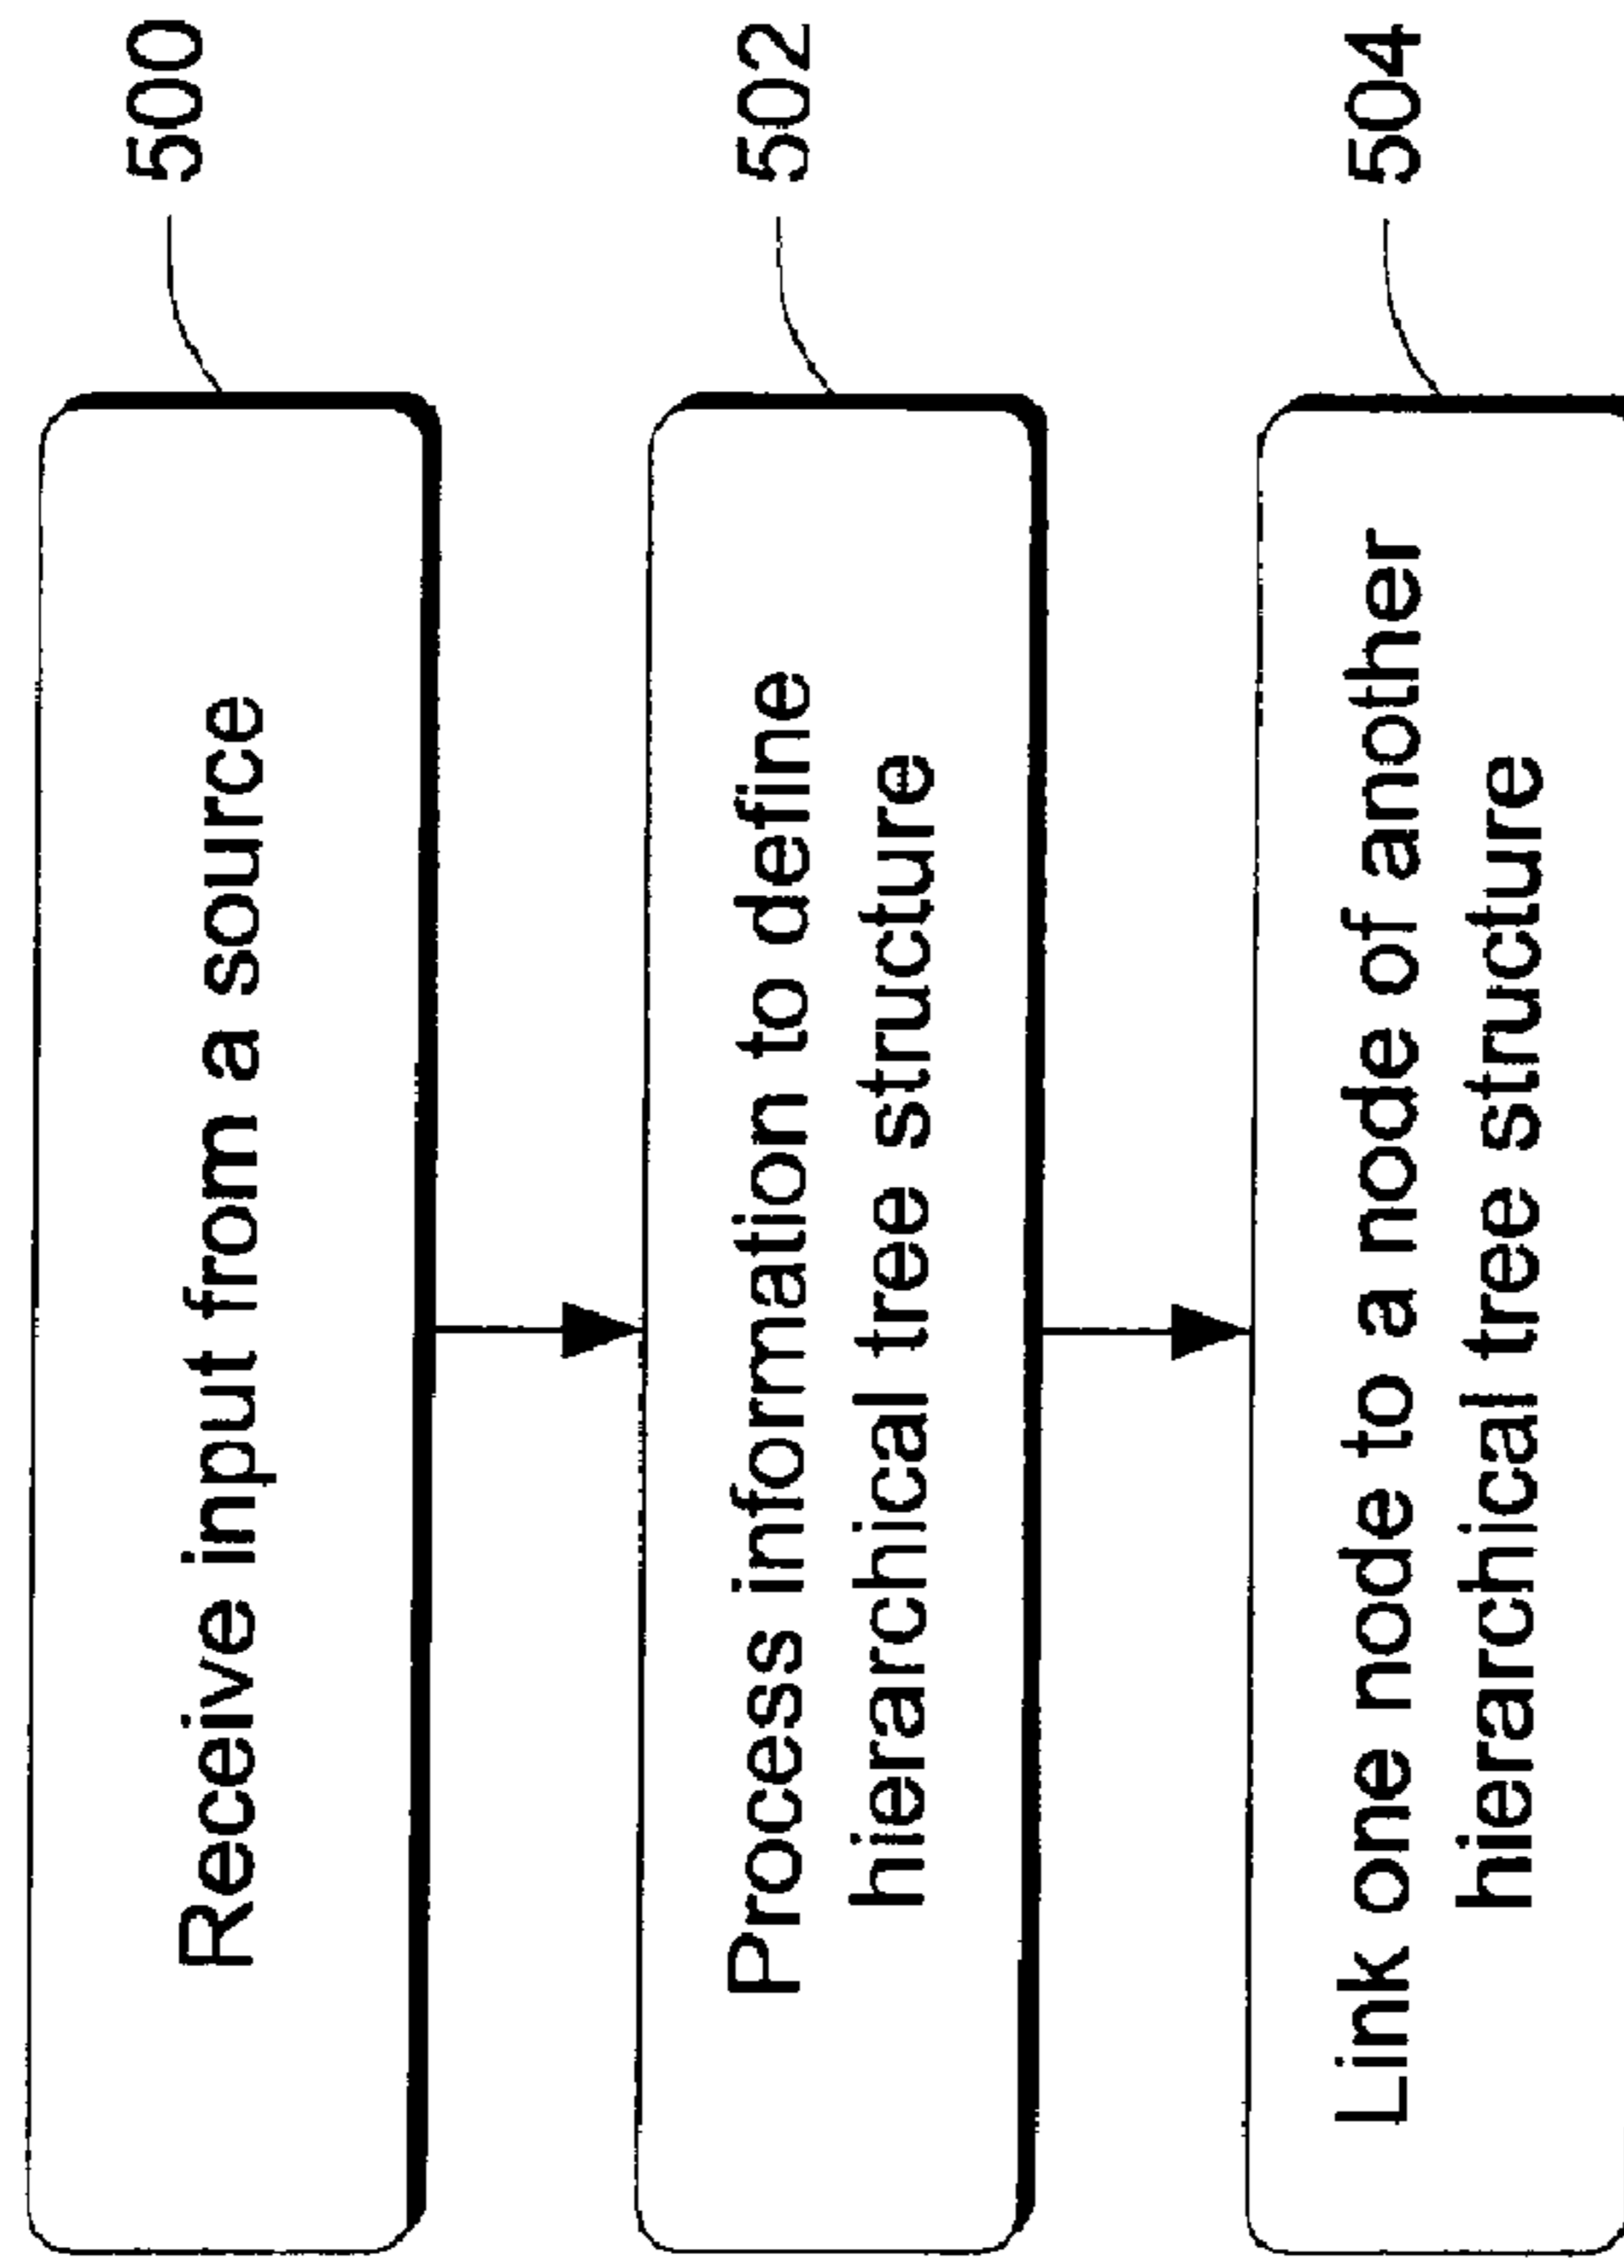 Receive input from a source
500
Process information to define
hierarchical tree structure
502
Link one node to a node of another
hierarchical tree structure
504